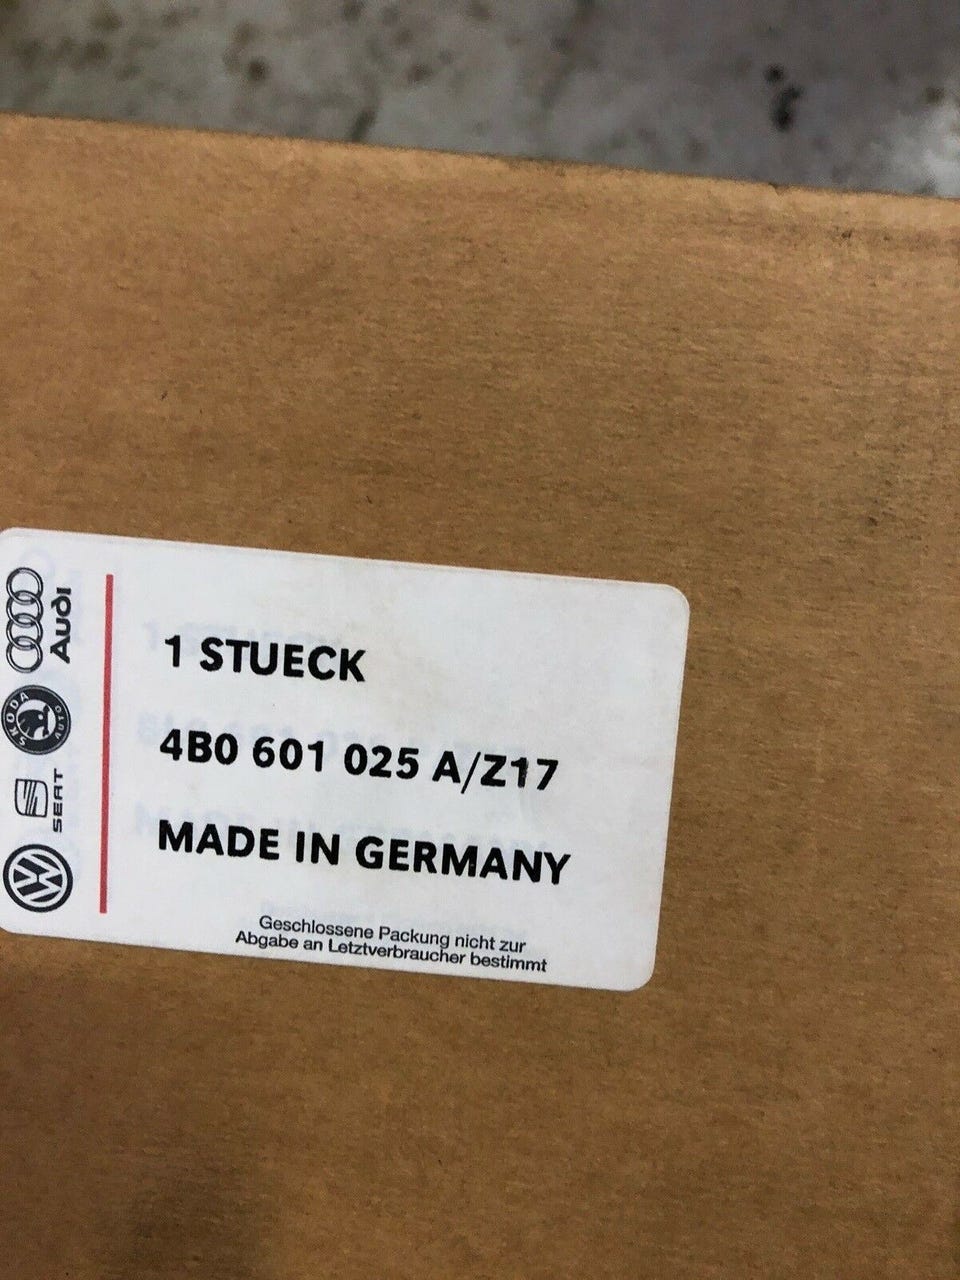 1 STUECK
4B0 601 025 A/Z17
MADE IN GERMANY
Geschlossene Packung nicht zur
Abgabe an Letztverbraucher bestimmt
Audi
SKODA
AUTO
SEAT